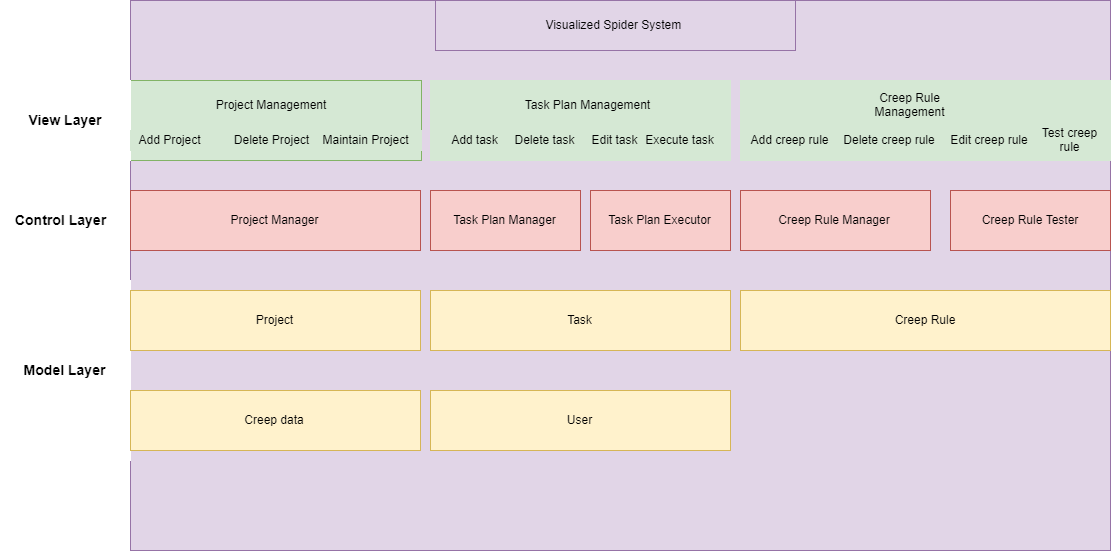 Visualized Spider System
View Layer
Project Management
Add Project
Delete Project
Maintain Project
Task Plan Management
Add task
Delete task
Edit task
Execute task
Creep Rule
Management
Add creep rule
Delete creep rule
Edit creep rule
Test creep
rule
Control Layer
Project Manager
Task Plan Manager
Task Plan Executor
Creep Rule Manager
Creep Rule Tester
Model Layer
Project
Task
Creep Rule
Creep data
User